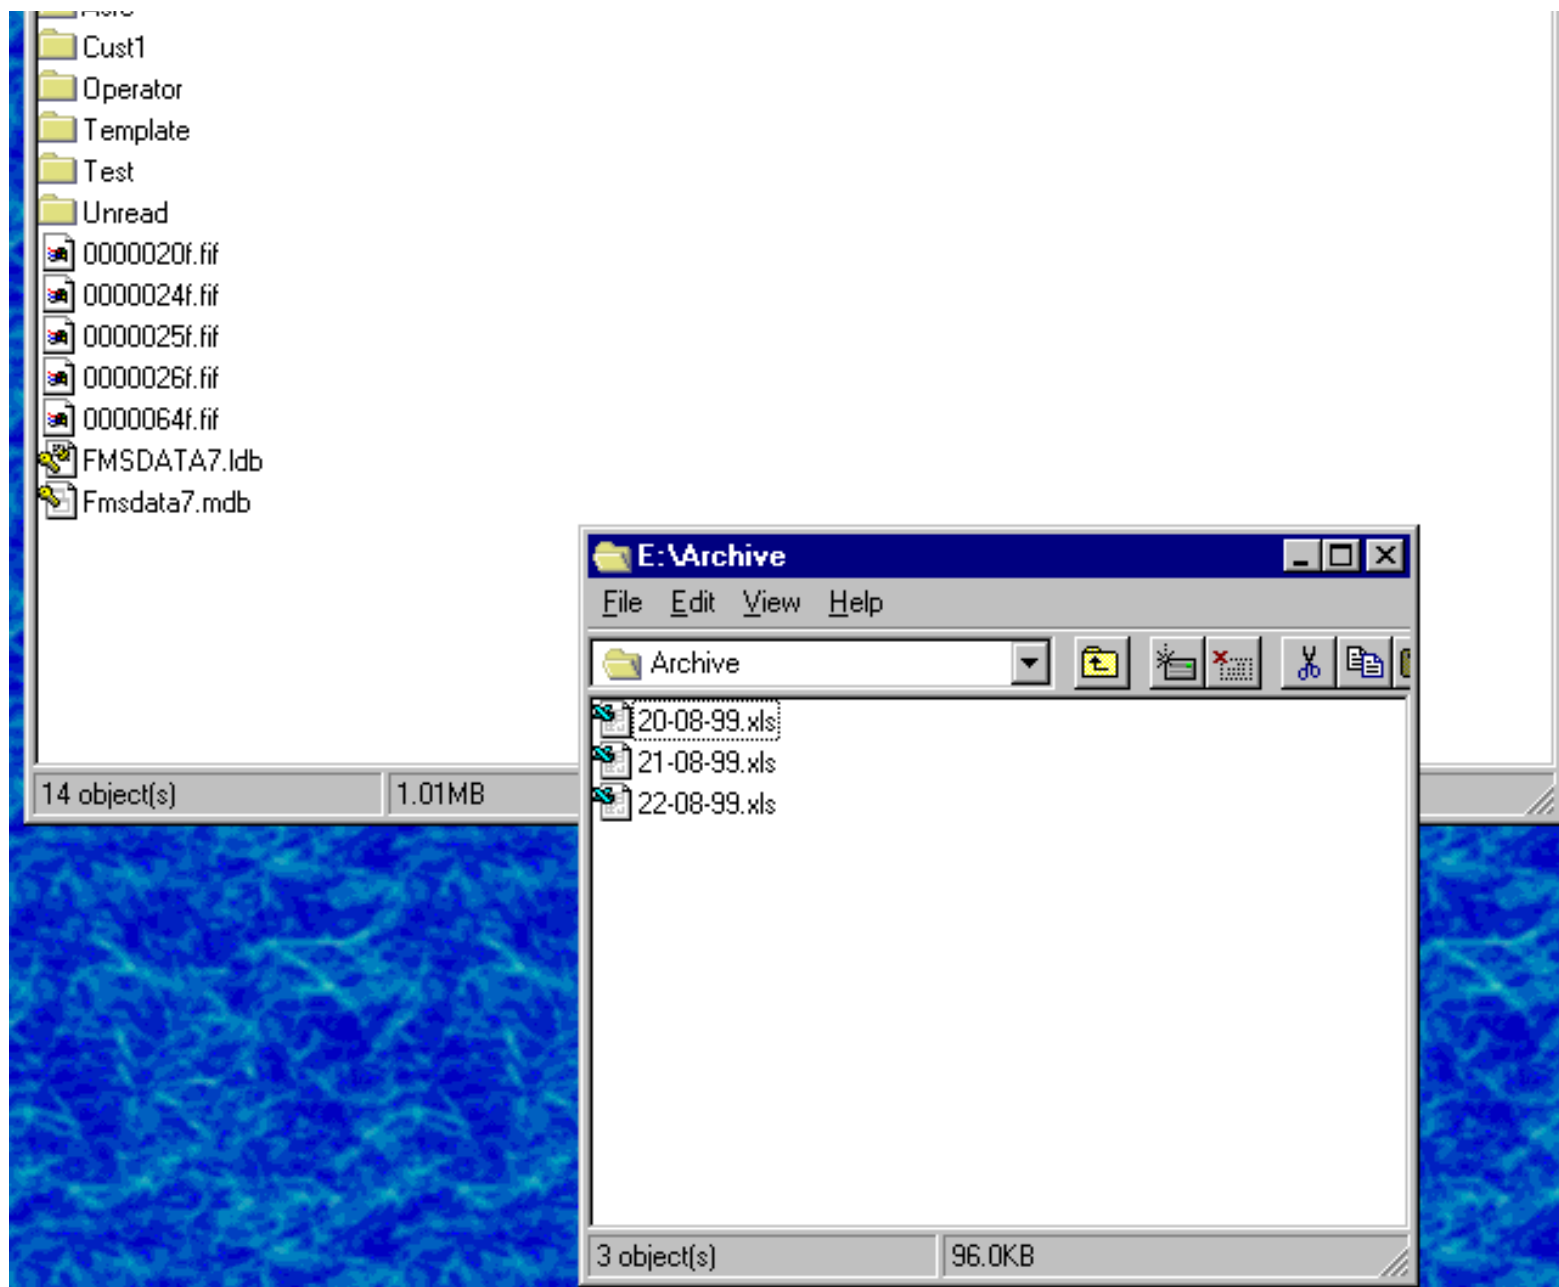 Cust1
Operator
Template
Test
Unread
0000020f.fif
0000024f.fif
0000025f.fif
0000026f.fif
0000064f.fif
FMSDATA7.ldb
Fmsdata7.mdb
14 object(s) 1.01MB
E:\Archive
File Edit View Help
Archive
20-08-99.xls
21-08-99.xls
22-08-99.xls
3 object(s) 96.0KB